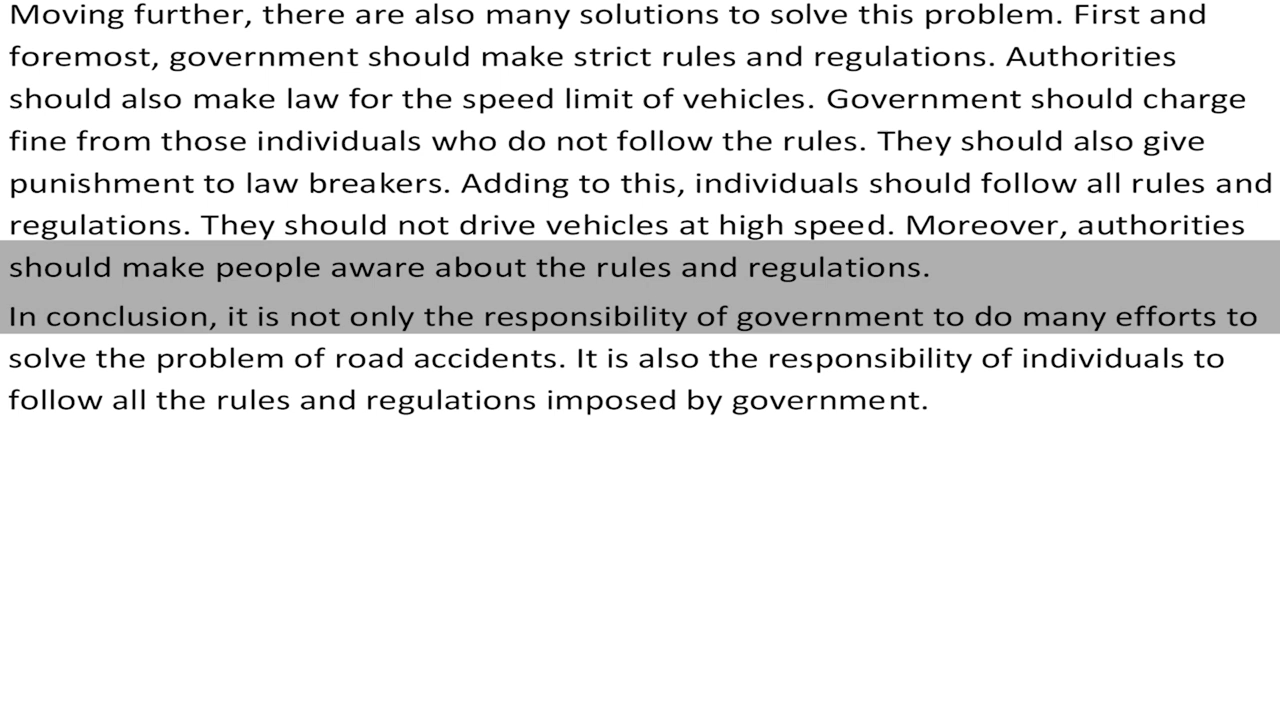 Moving further, there are also many solutions to solve this problem. First and
foremost, government should make strict rules and regulations. Authorities
should also make law for the speed limit of vehicles. Government should charge
fine from those individuals who do not follow the rules. They should also give
punishment to law breakers. Adding to this, individuals should follow all rules and
regulations. They should not drive vehicles at high speed. Moreover, authorities
should make people aware about the rules and regulations.
In conclusion, it is not only the responsibility of government to do many efforts to
solve the problem of road accidents. It is also the responsibility of individuals to
follow all the rules and regulations imposed by government.